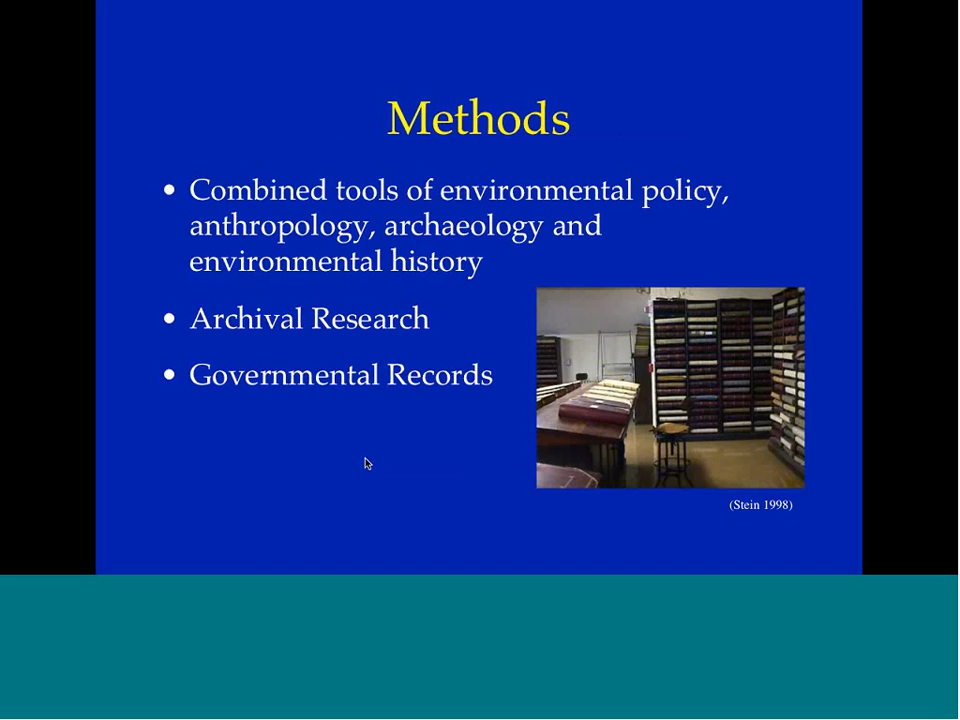 Methods
• Combined tools of environmental policy,
anthropology, archaeology and
environmental history
• Archival Research
• Governmental Records
(Stein 1998)